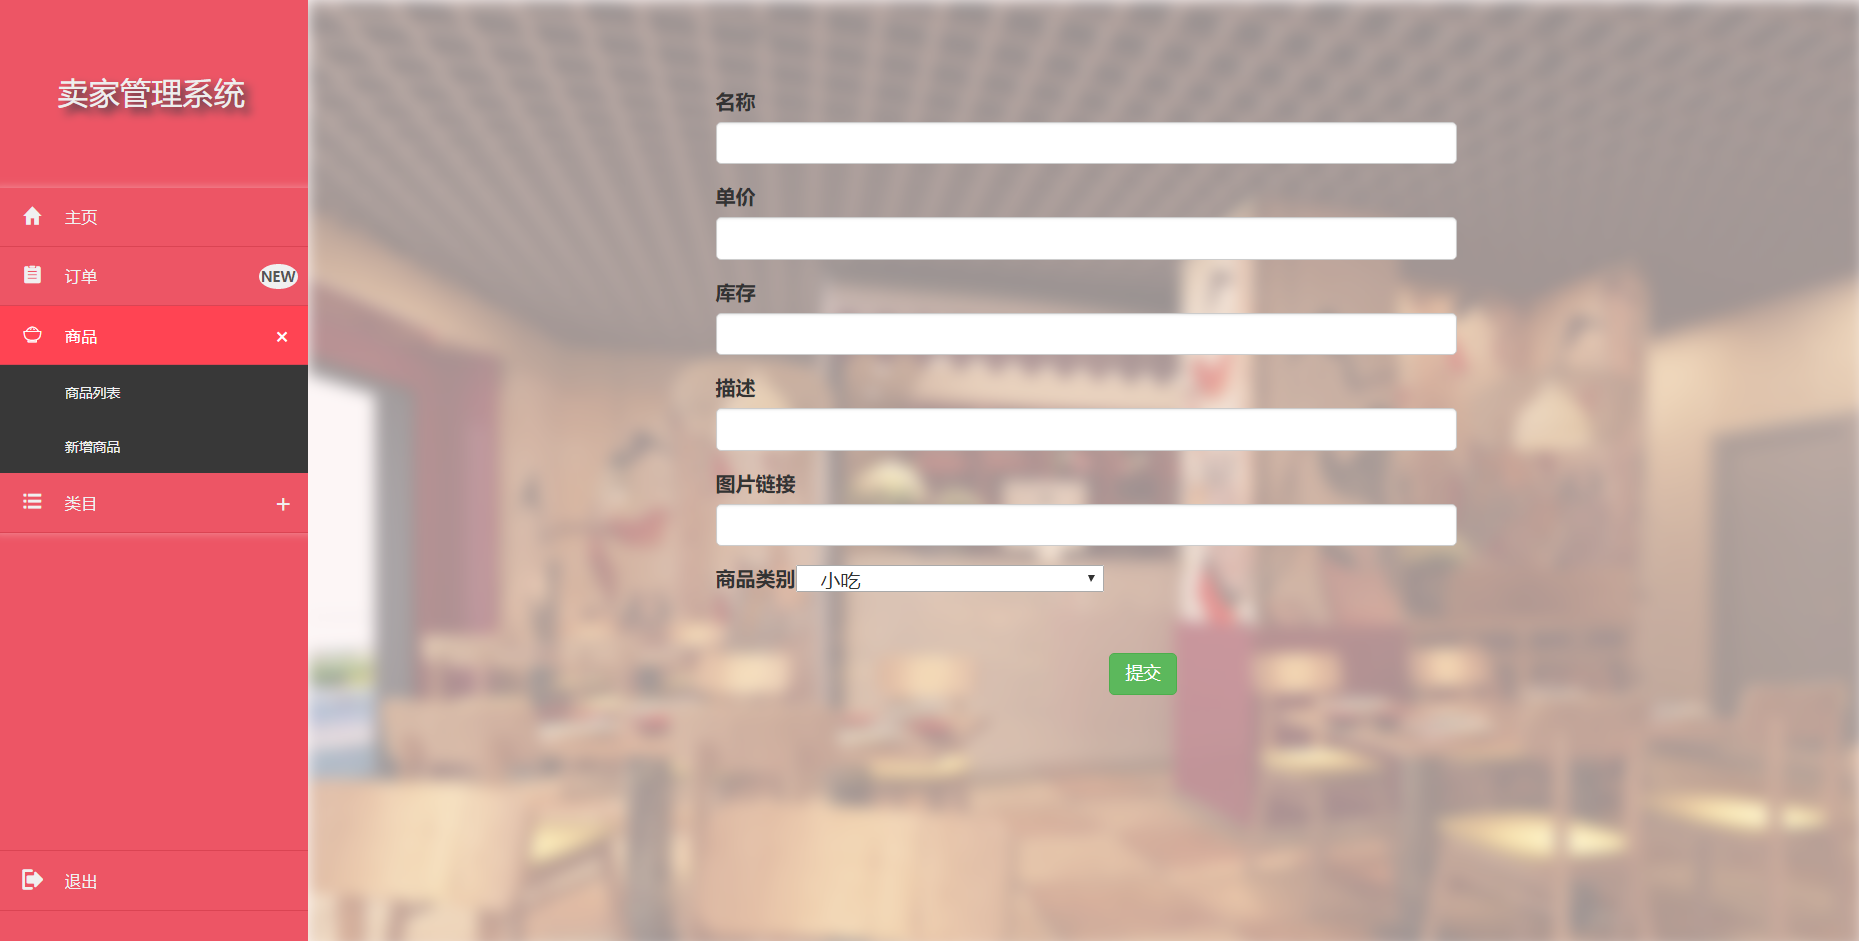 卖家管理系统
主页
订单 NEW
商品
商品列表
新增商品
类目
退出
名称
单价
库存
描述
图片链接
商品类别 小吃
提交